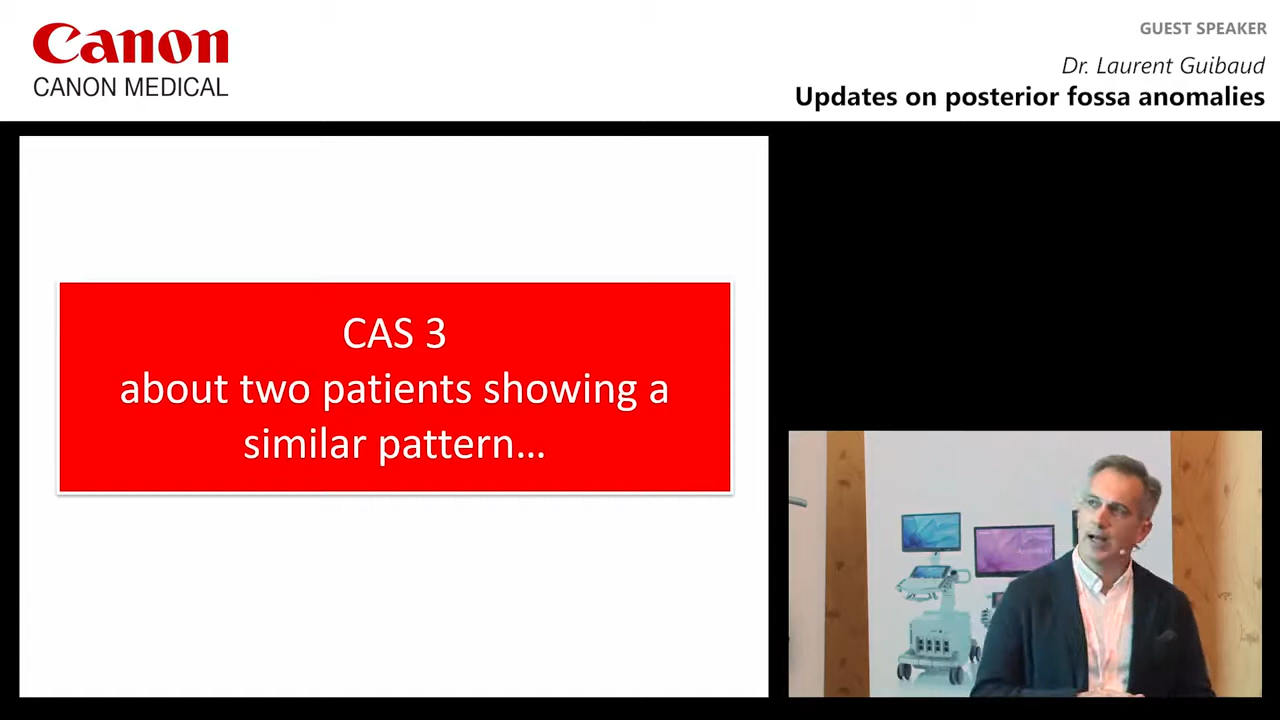 Canon
CANON MEDICAL
GUEST SPEAKER
Dr. Laurent Guibaud
Updates on posterior fossa anomalies
CAS 3
about two patients showing a
similar pattern...